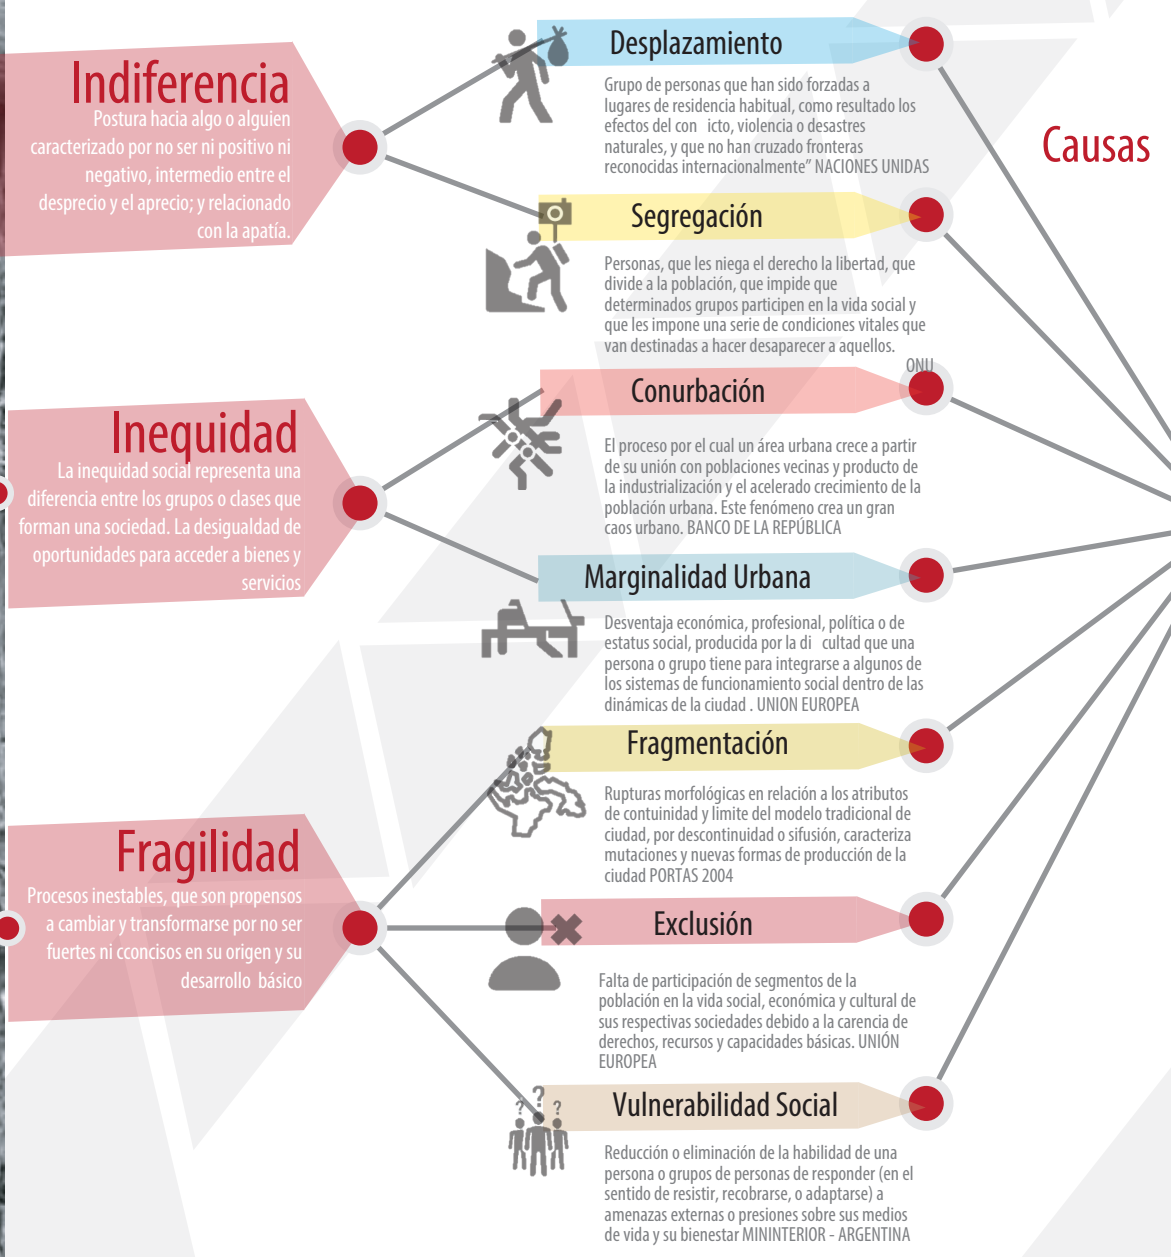 Indiferencia
Postura hacia algo o alguien
caracterizado por no ser ni positivo ni
negativo, intermedio entre el
desprecio y el aprecio; y relacionado
con la apatía.
Desplazamiento
Grupo de personas que han sido forzadas a
lugares de residencia habitual, como resultado los
efectos del con icto, violencia o desastres
naturales, y que no han cruzado fronteras
reconocidas internacionalmente” NACIONES UNIDAS
Causas
Segregación
Personas, que les niega el derecho la libertad, que
divide a la población, que impide que
determinados grupos participen en la vida social y
que les impone una serie de condiciones vitales que
van destinadas a hacer desaparecer a aquellos.
ONU
Inequidad
La inequidad social representa una
diferencia entre los grupos o clases que
forman una sociedad. La desigualdad de
oportunidades para acceder a bienes y
servicios
Conurbación
El proceso por el cual un área urbana crece a partir
de su unión con poblaciones vecinas y producto de
la industrialización y el acelerado crecimiento de la
población urbana. Este fenómeno crea un gran
caos urbano. BANCO DE LA REPÚBLICA
Marginalidad Urbana
Desventaja económica, profesional, política o de
estatus social, producida por la di cultad que una
persona o grupo tiene para integrarse a algunos de
los sistemas de funcionamiento social dentro de las
dinámicas de la ciudad . UNION EUROPEA
Fragilidad
Procesos inestables, que son propensos
a cambiar y transformarse por no ser
fuertes ni cconcisos en su origen y su
desarrollo básico
Fragmentación
Rupturas morfológicas en relación a los atributos
de contuinidad y limite del modelo tradicional de
ciudad, por descontinuidad o sifusión, caracteriza
mutaciones y nuevas formas de producción de la
ciudad PORTAS 2004
Exclusión
Falta de participación de segmentos de la
población en la vida social, económica y cultural de
sus respectivas sociedades debido a la carencia de
derechos, recursos y capacidades básicas. UNIÓN
EUROPEA
? ? ?
Vulnerabilidad Social
Reducción o eliminación de la habilidad de una
persona o grupos de personas de responder (en el
sentido de resistir, recobrarse, o adaptarse) a
amenazas externas o presiones sobre sus medios
de vida y su bienestar MININTERIOR - ARGENTINA